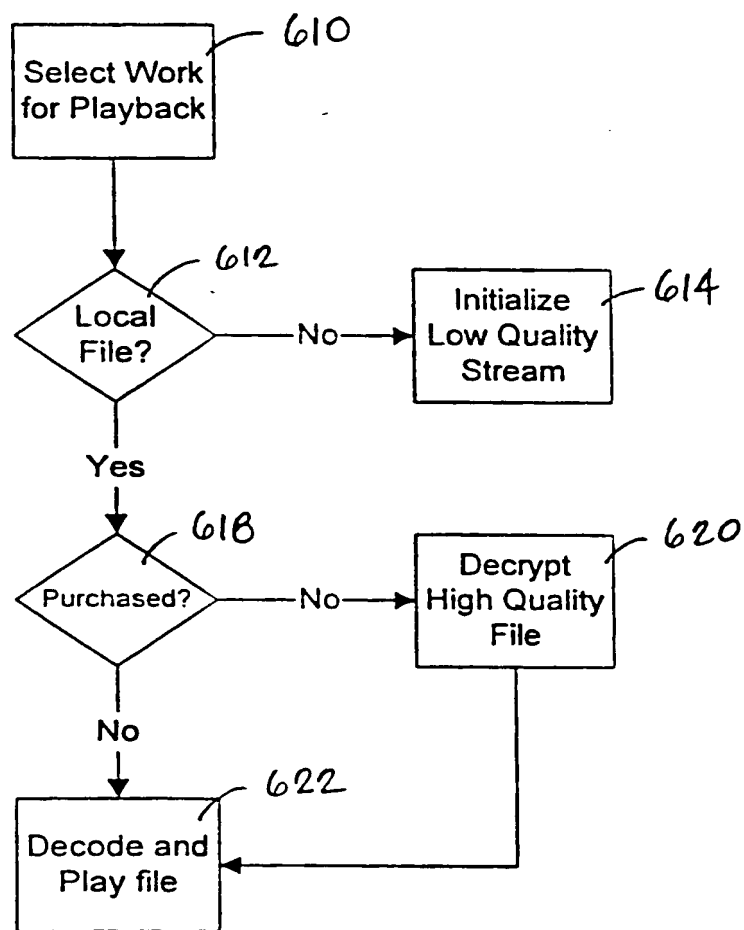 610
Select Work
for Playback
612
Local
File?
No
Initialize
Low Quality
Stream
614
Yes
618
Purchased?
No
Decrypt
High Quality
File
620
No
622
Decode and
Play file